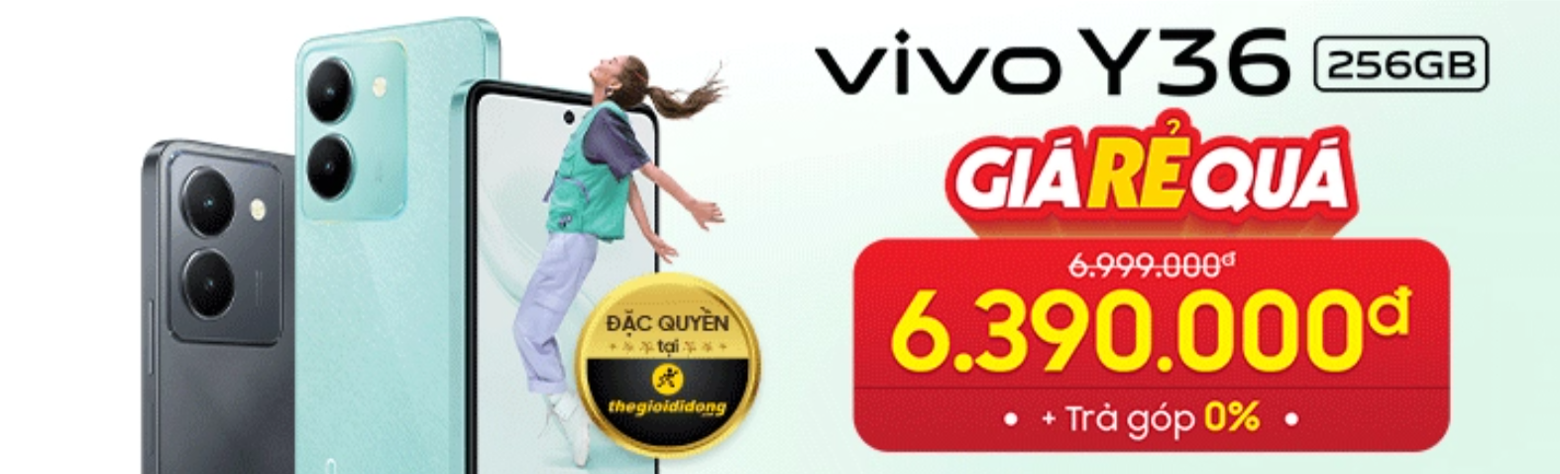 vivo Y36 256GB
GIÁ RẺ QUÁ
6.999.000đ
6.390.000đ
• + Trả góp 0% •
ĐẶC QUYỀN
tại
thegioididong